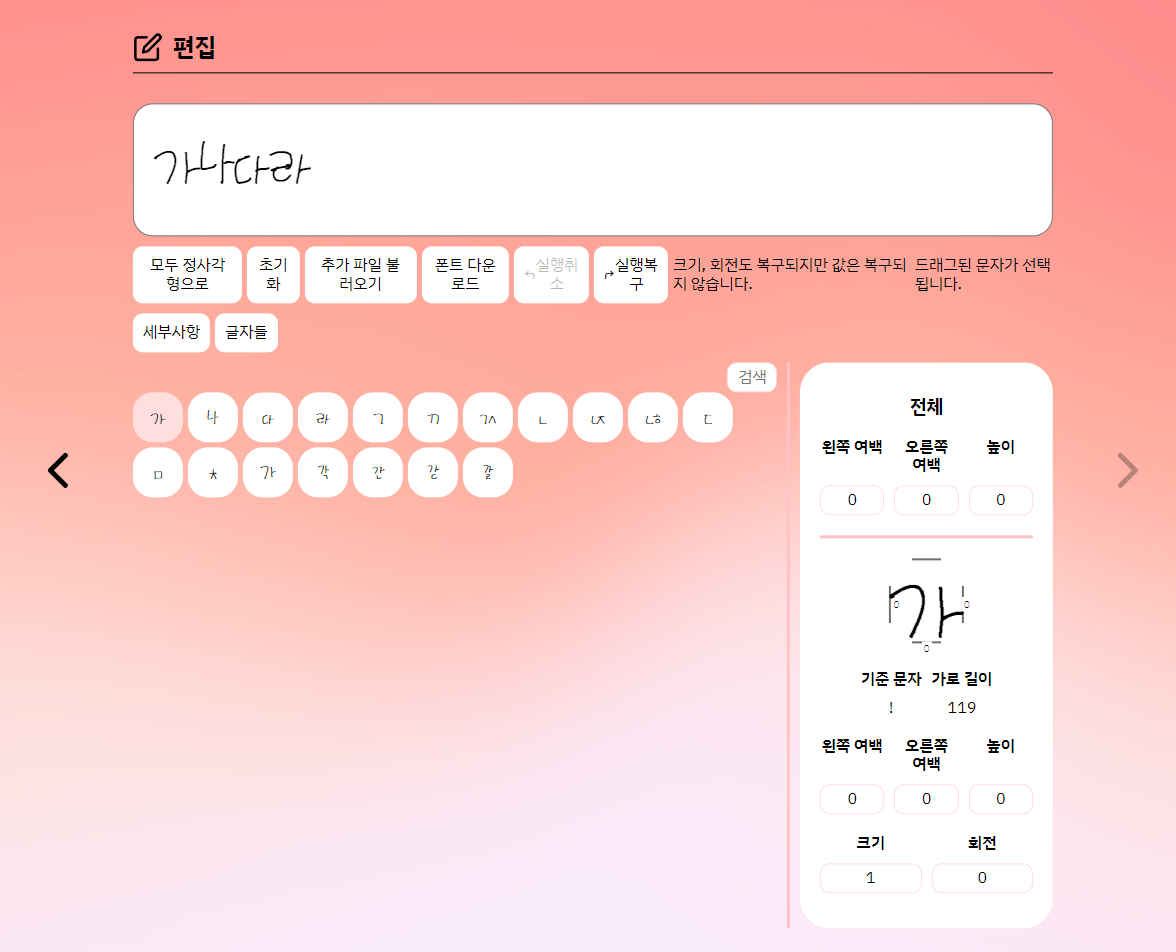 편집
가나다라
모두 정사각형으로
초기화
추가 파일 불러오기
폰트 다운로드
실행취소
실행복구
크기, 회전도 복구되지만 값은 복구되지 않습니다.
드래그된 문자가 선택됩니다.
세부사항 글자들
검색
가 나 다 라 ㄱ ㄲ ㄳ ㄴ ㄵ ㄶ ㄷ
ㅁ ㅊ 가 각 간 갇 갈
전체
왼쪽 여백 오른쪽 여백 높이
0 0 0
가
0 0
0
기준 문자 가로 길이
! 119
왼쪽 여백 오른쪽 여백 높이
0 0 0
크기 회전
1 0